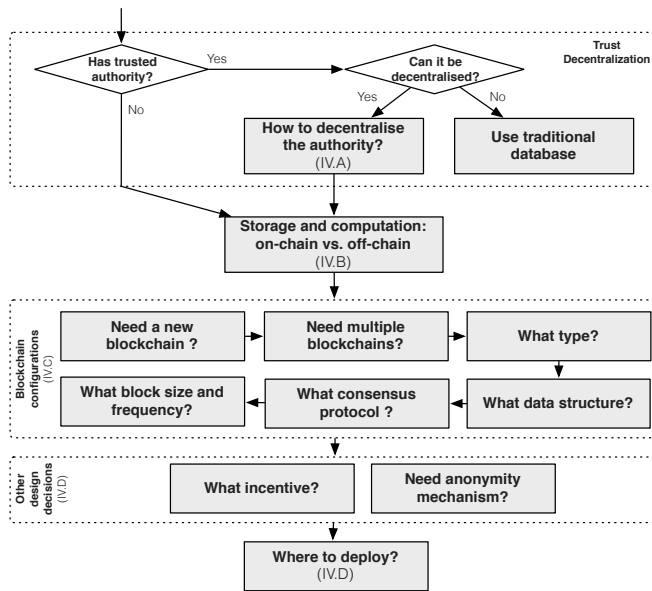 Trust
Decentralization
Has trusted
authority?
Yes
Can it be
decentralised?
No
Yes
No
How to decentralise
the authority?
(IV.A)
Use traditional
database
Storage and computation:
on-chain vs. off-chain
(IV.B)
Blockchain
configurations
(IV.C)
Need a new
blockchain ?
Need multiple
blockchains?
What type?
What block size and
frequency?
What consensus
protocol ?
What data structure?
Other
design
decisions
(IV.D)
What incentive?
Need anonymity
mechanism?
Where to deploy?
(IV.D)